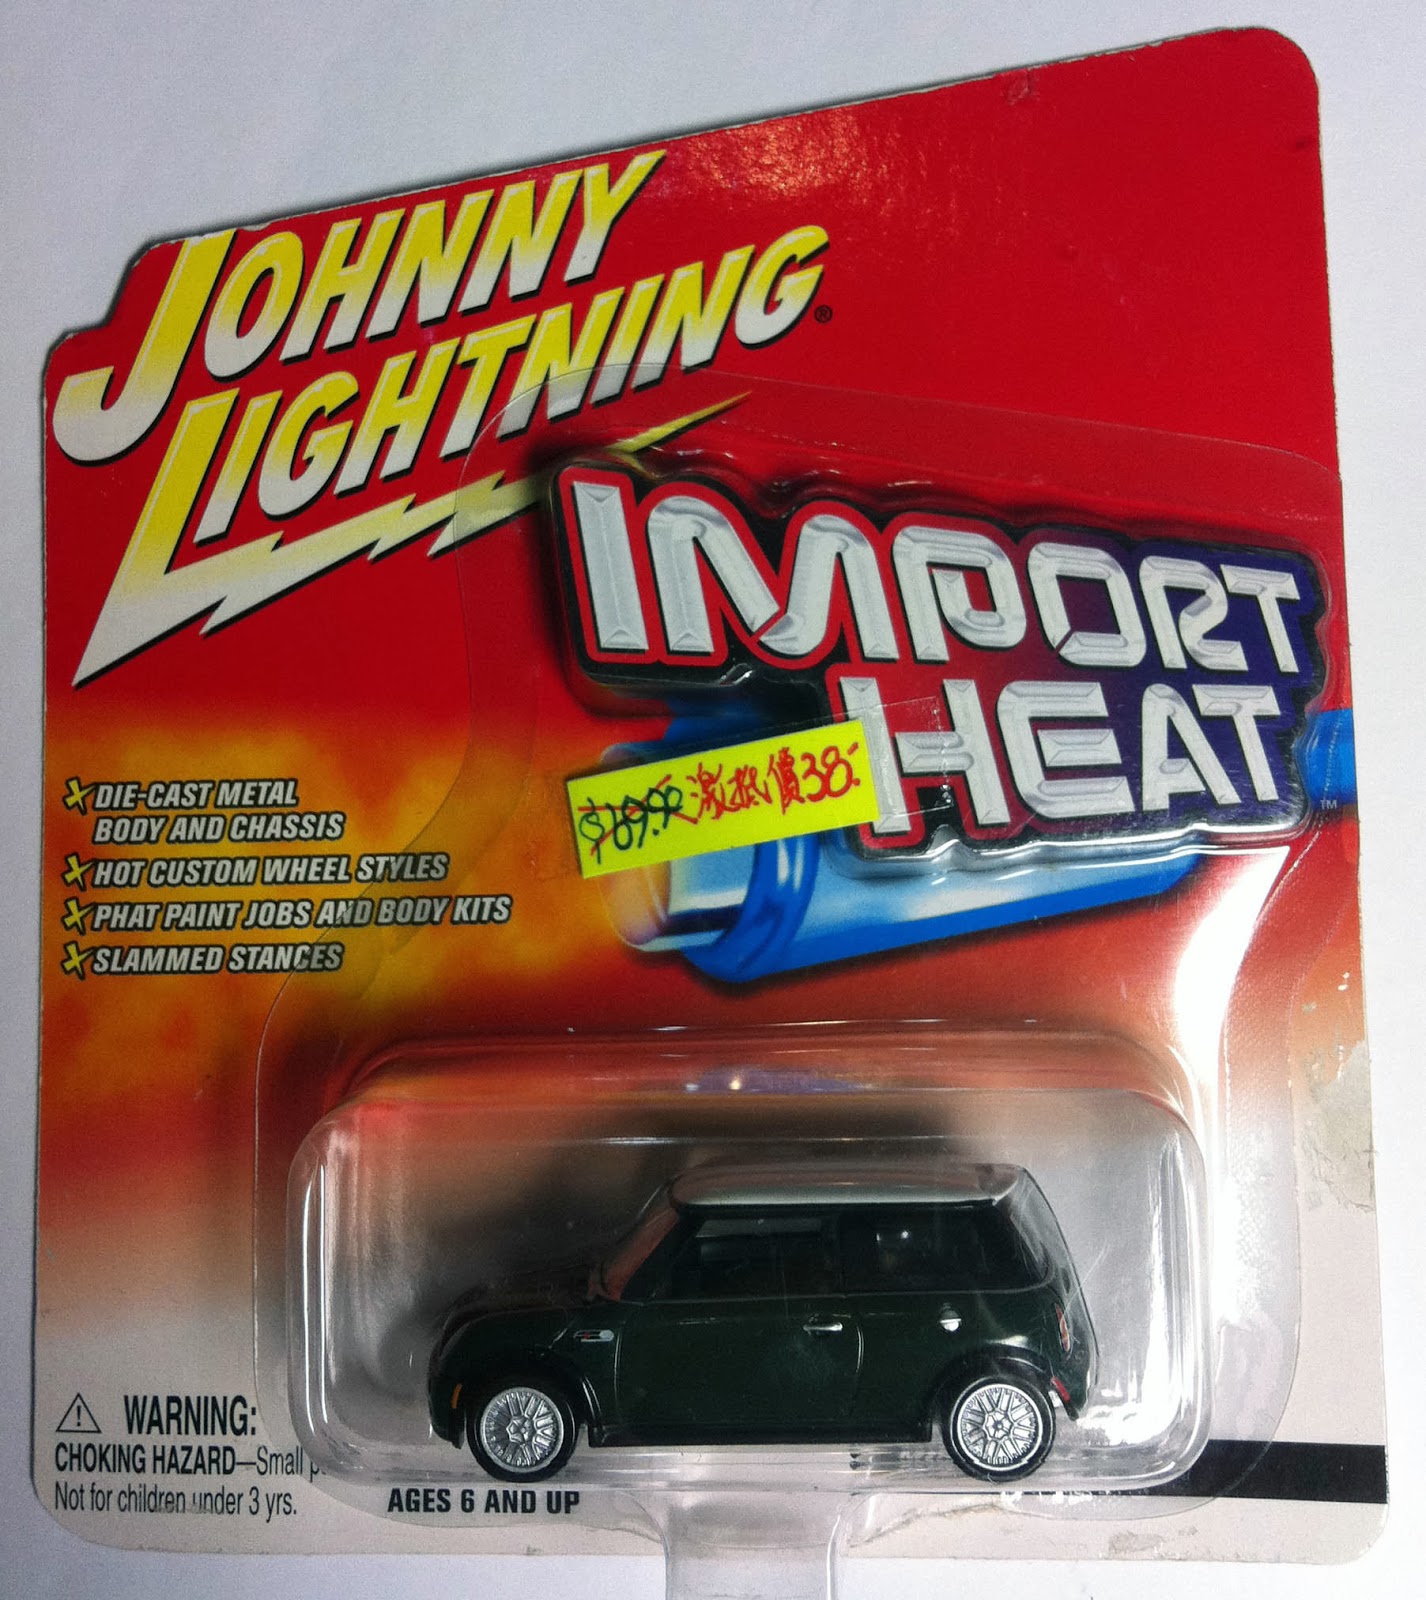 JOHNNY
LIGHTNING®
IMPORT
HEAT™
$169.90 激抵價38.-
DIE-CAST METAL
BODY AND CHASSIS
HOT CUSTOM WHEEL STYLES
PHAT PAINT JOBS AND BODY KITS
SLAMMED STANCES
WARNING:
CHOKING HAZARD—Small
Not for children under 3 yrs.
AGES 6 AND UP